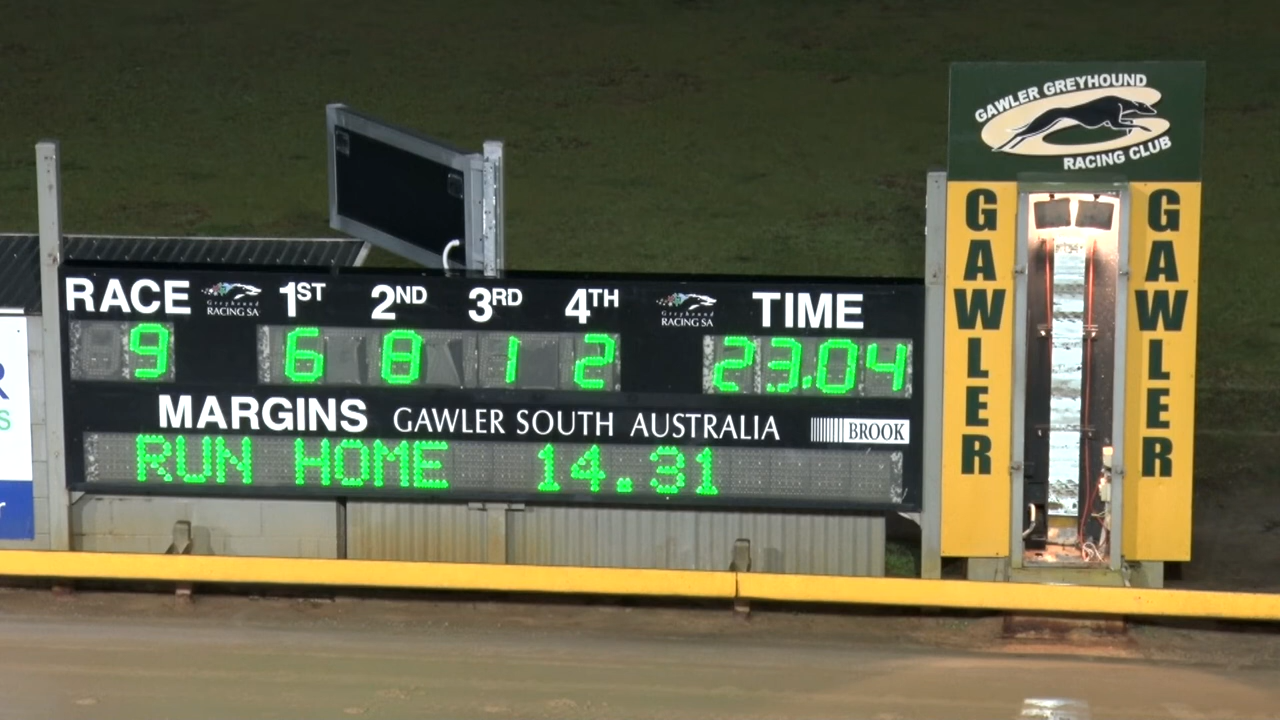 GAWLER GREYHOUND
RACING CLUB
GAWLER
GAWLER
RACE
Greyhound
RACING SA
1ST 2ND 3RD 4TH
Greyhound
RACING SA
TIME
9 6 8 1 2 23.04
MARGINS GAWLER SOUTH AUSTRALIA BROOK
RUN HOME 14.31
R
S
r